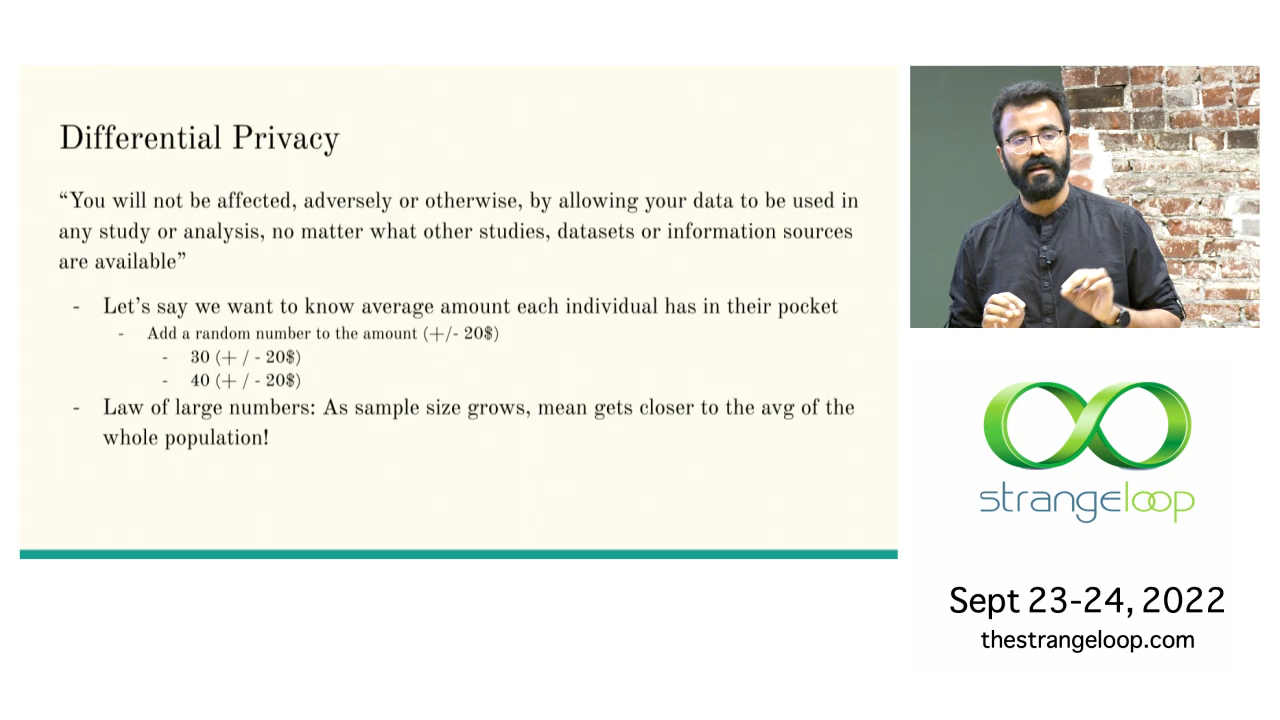 Differential Privacy
“You will not be affected, adversely or otherwise, by allowing your data to be used in
any study or analysis, no matter what other studies, datasets or information sources
are available”
- Let’s say we want to know average amount each individual has in their pocket
- Add a random number to the amount (+/- 20$)
- 30 (+ / - 20$)
- 40 (+ / - 20$)
- Law of large numbers: As sample size grows, mean gets closer to the avg of the
whole population!
strangeloop
Sept 23-24, 2022
thestrangeloop.com